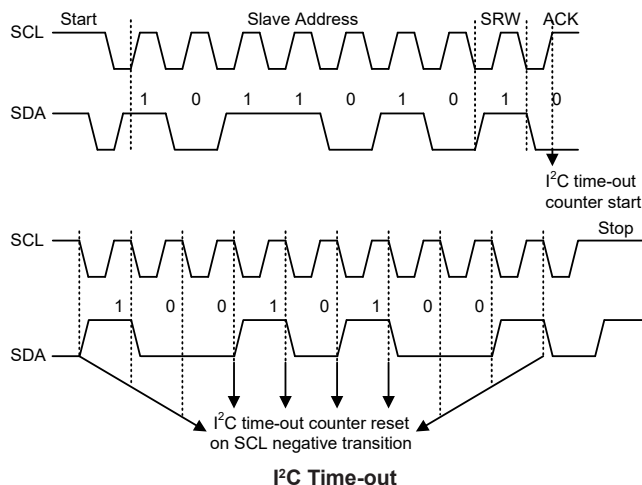 Start Slave Address SRW ACK
SCL
1 0 1 1 0 1 0 1 0
SDA
I²C time-out
counter start
Stop
SCL
1 0 0 1 0 1 0 0
SDA
I²C time-out counter reset
on SCL negative transition
I²C Time-out